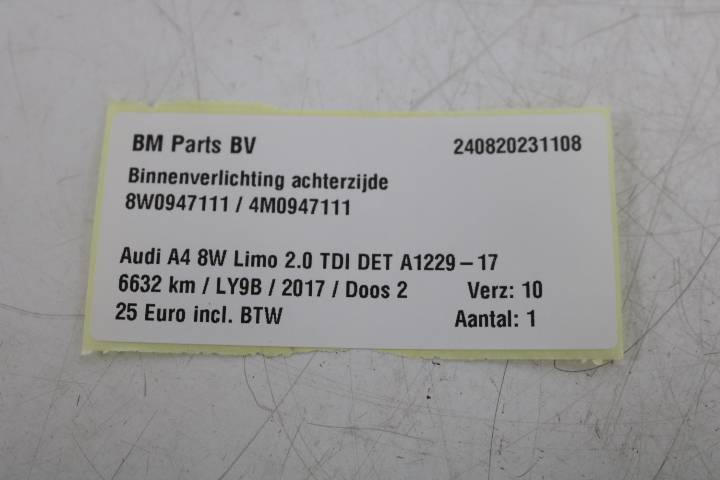 BM Parts BV 240820231108
Binnenverlichting achterzijde
8W0947111 / 4M0947111
Audi A4 8W Limo 2.0 TDI DET A1229-17
6632 km / LY9B / 2017 / Doos 2 Verz: 10
25 Euro incl. BTW Aantal: 1